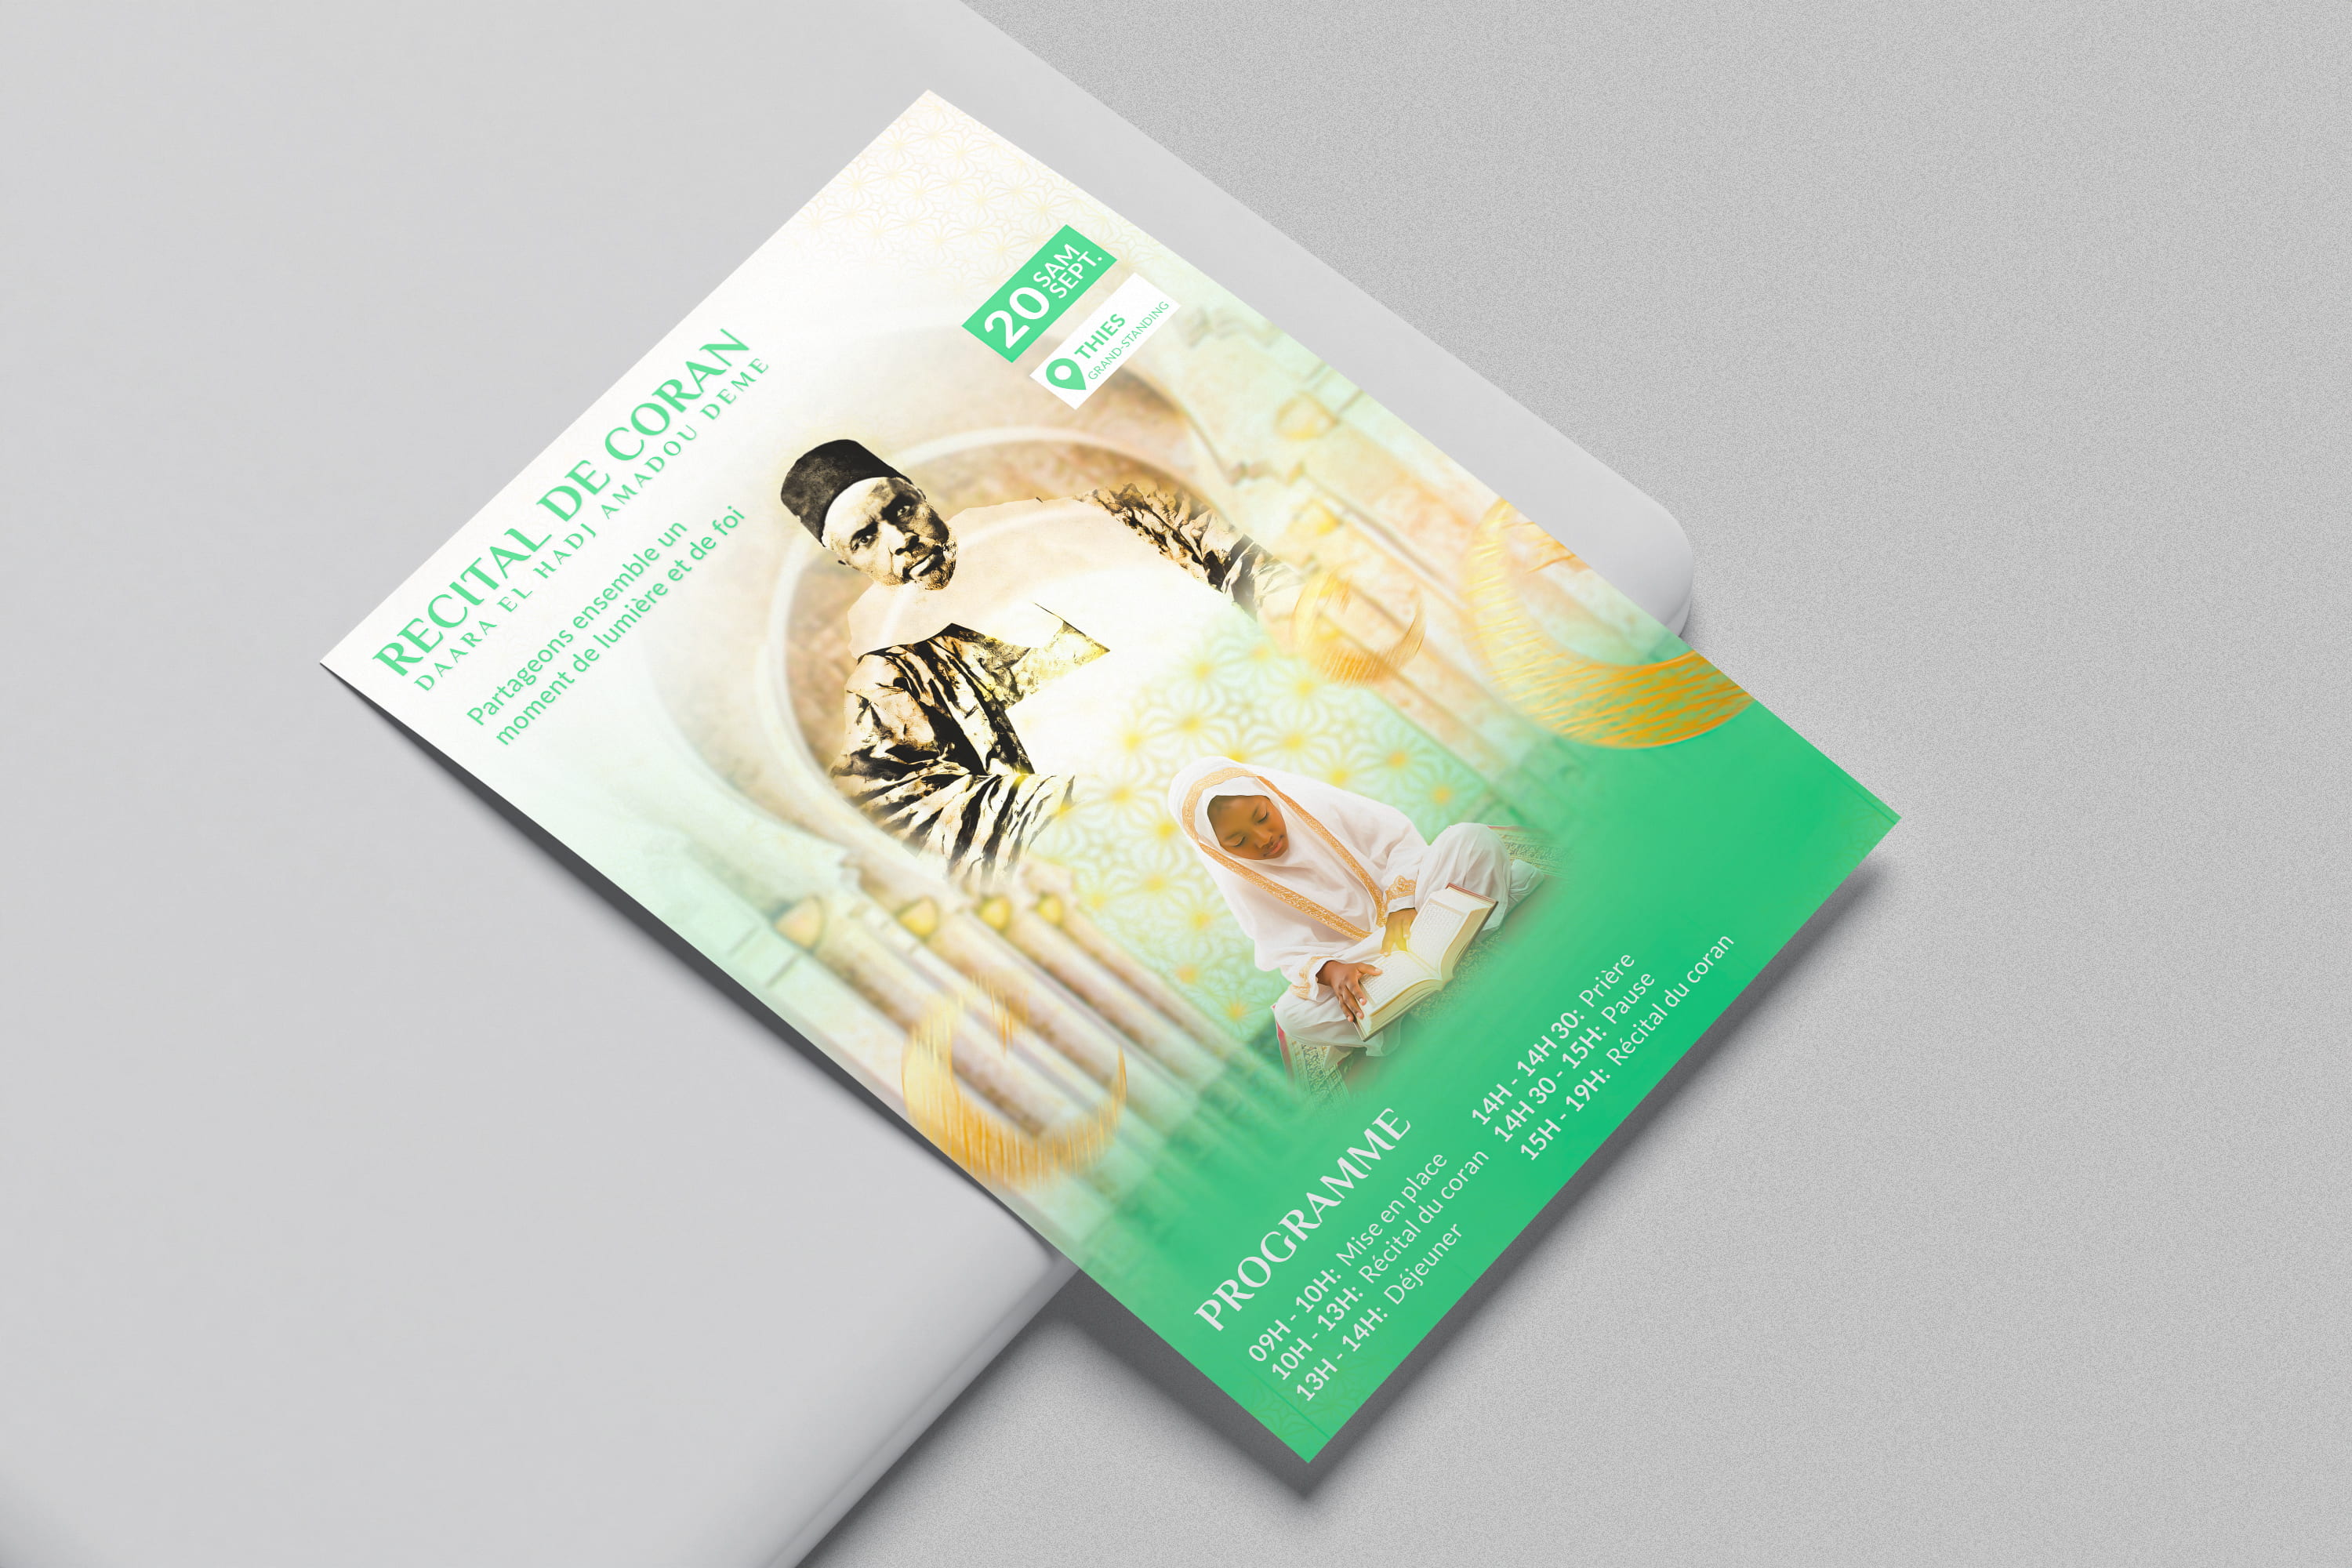 RECITAL DE CORAN
DAARA EL HADJ AMADOU DEME
Partageons ensemble un
moment de lumière et de foi
20 SAM
SEPT.
THIES
GRAND-STANDING
PROGRAMME
09H - 10H: Mise en place
10H - 13H: Récital du coran
13H - 14H: Déjeuner
14H - 14H 30: Prière
14H 30 - 15H: Pause
15H - 19H: Récital du coran